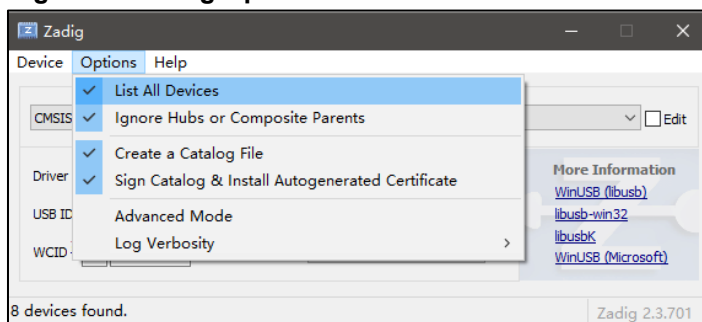 Zadig
Device Options Help
List All Devices
CMSIS
Ignore Hubs or Composite Parents
Edit
Create a Catalog File
Driver
Sign Catalog & Install Autogenerated Certificate
More Information
WinUSB (libusb)
USB ID
Advanced Mode
libusb-win32
Log Verbosity
libusbK
WCID
WinUSB (Microsoft)
8 devices found.
Zadig 2.3.701